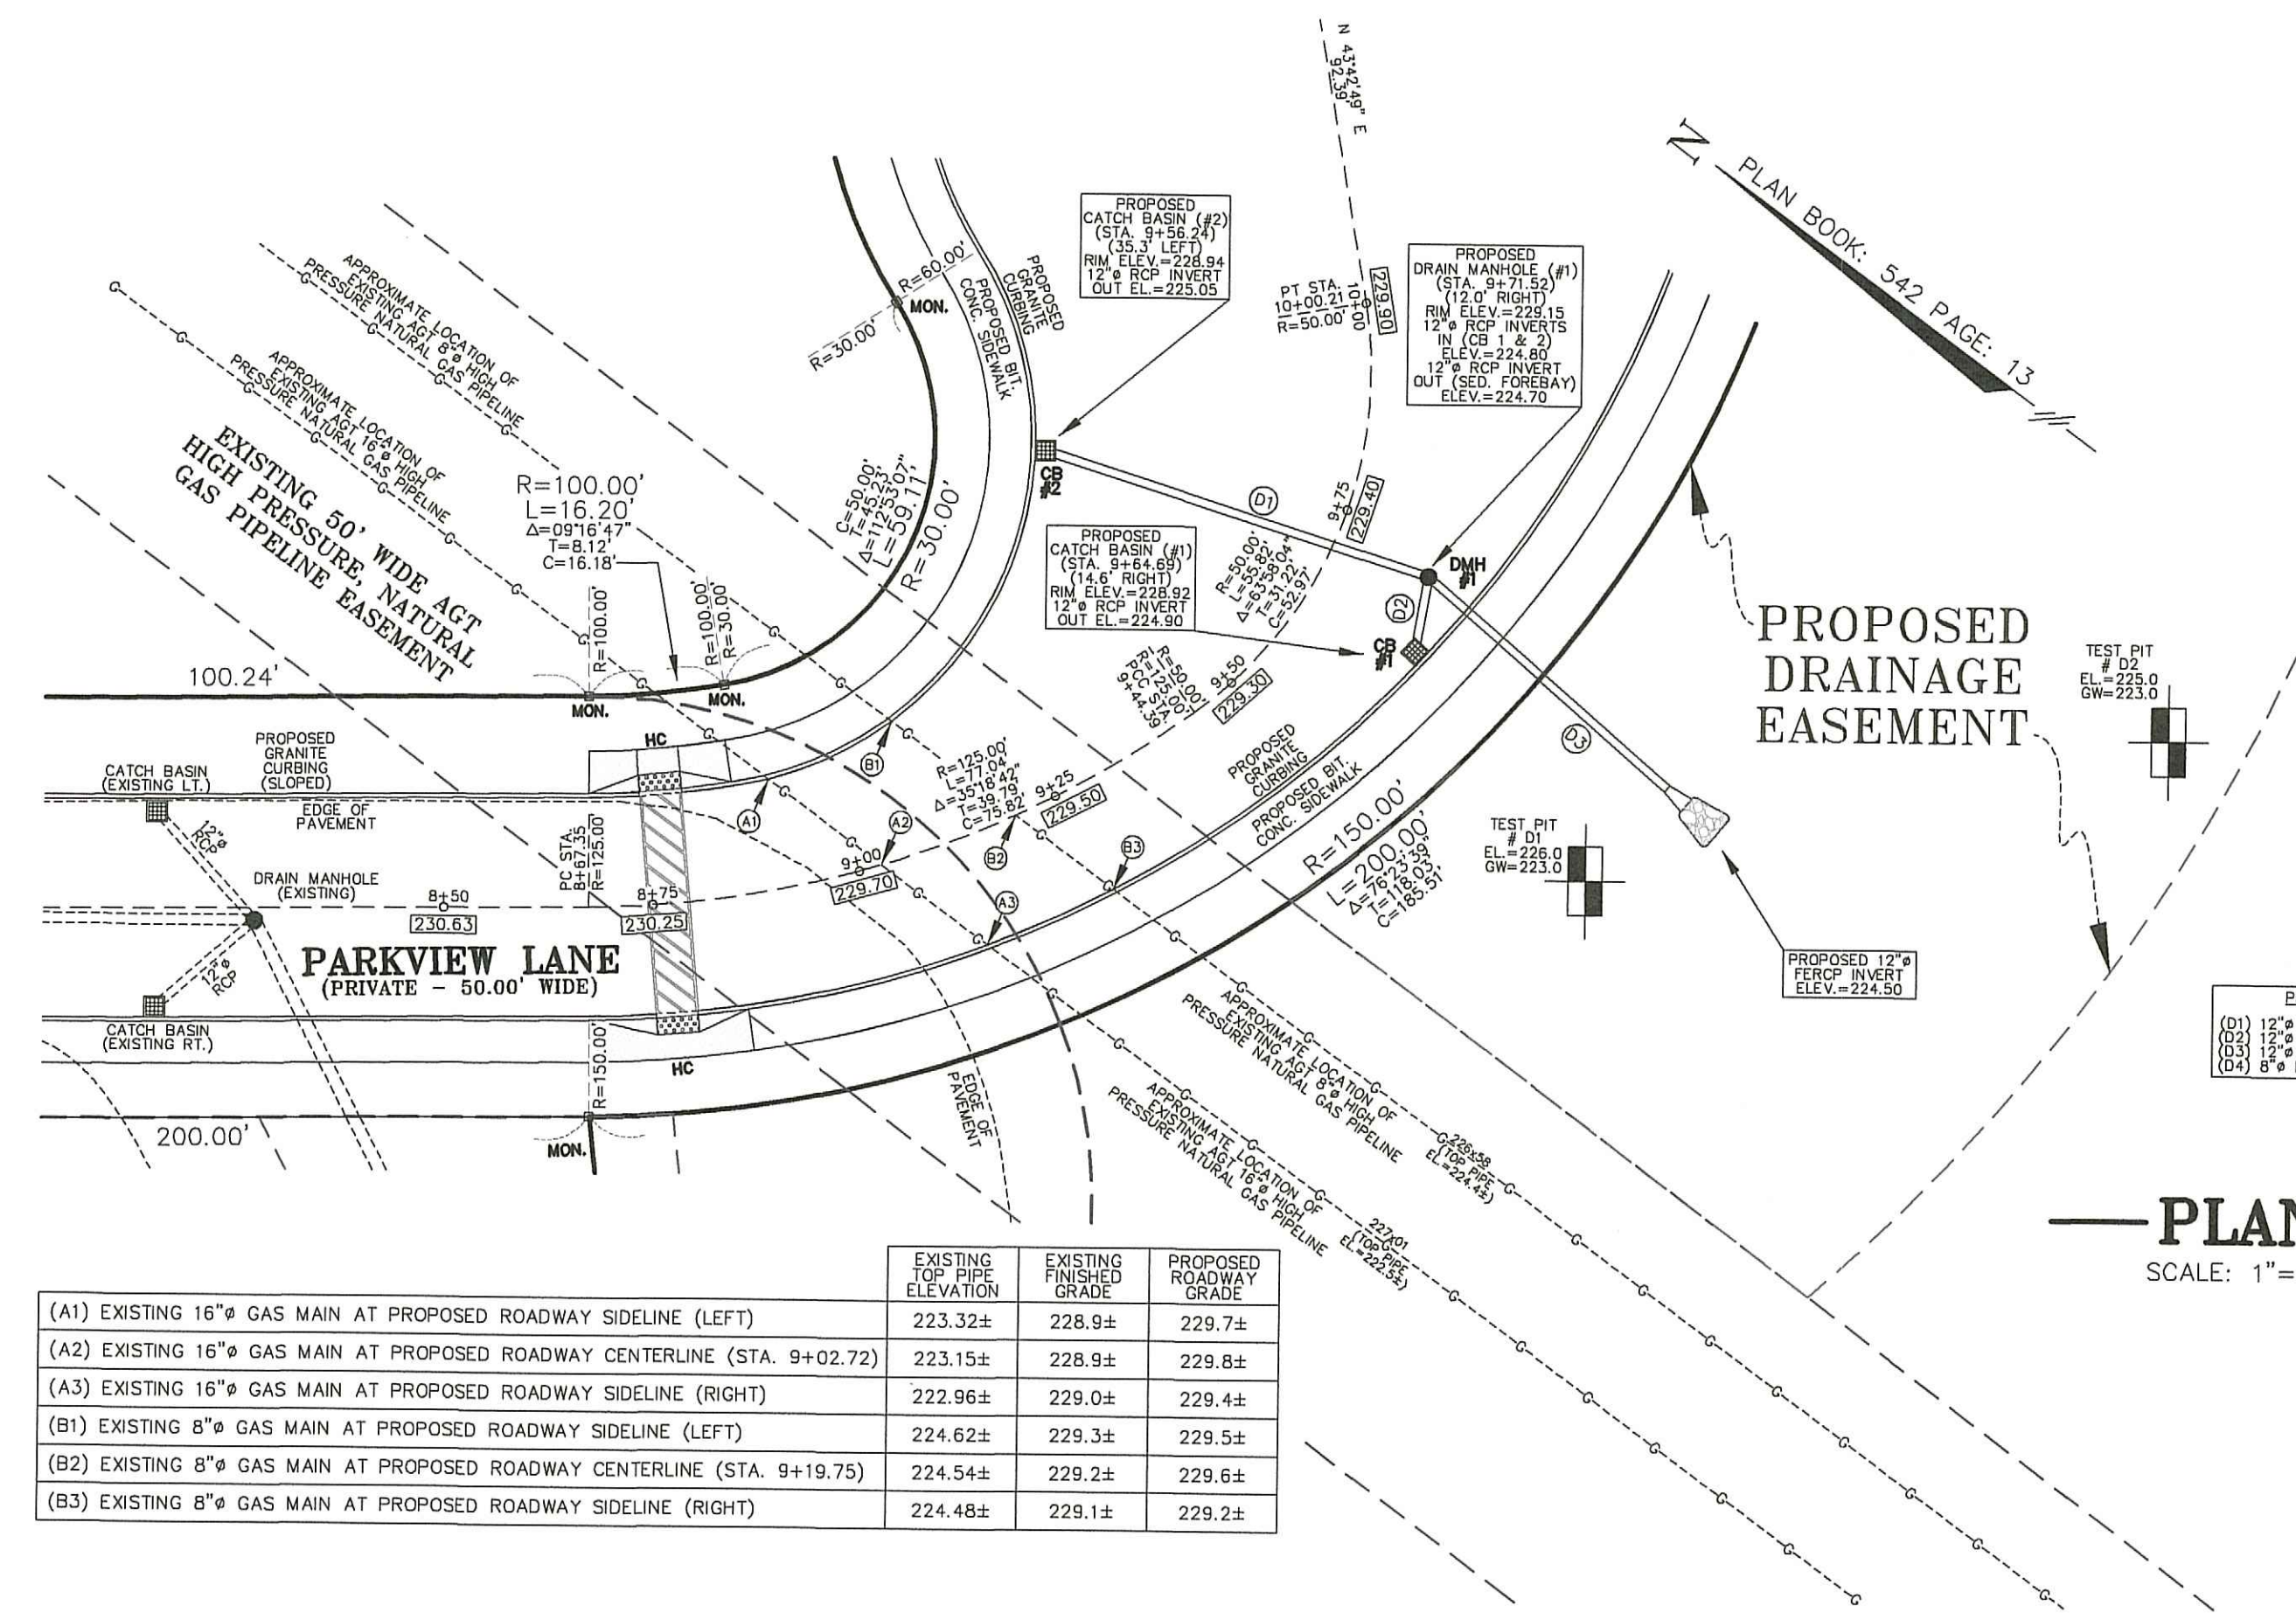 N 43°42'49" E
92.39'
N
PLAN BOOK: 542 PAGE: 13
PROPOSED
CATCH BASIN (#2)
(STA. 9+56.24)
(35.3' LEFT)
RIM ELEV.=228.94
12"ø RCP INVERT
OUT EL.=225.05
PROPOSED
DRAIN MANHOLE (#1)
(STA. 9+71.52)
(12.0' RIGHT)
RIM ELEV.=229.15
12"ø RCP INVERTS
IN (CB 1 & 2)
ELEV.=224.80
12"ø RCP INVERT
OUT (SED. FOREBAY)
ELEV.=224.70
PT STA.
10+00.21
R=50.00'
10+00
229.90
R=60.00'
R=30.00'
MON.
PROPOSED
GRANITE
CURBING
PROPOSED BIT.
CONC. SIDEWALK
APPROXIMATE LOCATION OF
EXISTING AGT 8"ø HIGH
PRESSURE NATURAL GAS PIPELINE
APPROXIMATE LOCATION OF
EXISTING AGT 16"ø HIGH
PRESSURE NATURAL GAS PIPELINE
EXISTING 50' WIDE AGT
HIGH PRESSURE, NATURAL
GAS PIPELINE EASEMENT
R=100.00'
L=16.20'
Δ=09°16'47"
T=8.12'
C=16.18'
C=50.00'
T=45.23'
Δ=112°53'07"
L=59.11'
R=30.00'
CB
#2
D1
9+75
229.40
PROPOSED
CATCH BASIN (#1)
(STA. 9+64.69)
(14.6' RIGHT)
RIM ELEV.=228.92
12"ø RCP INVERT
OUT EL.=224.90
R=50.00'
L=55.82'
Δ=63°58'04"
T=31.22'
C=52.97'
DMH
#1
D2
CB
#1
R=100.00'
R=100.00'
R=30.00'
100.24'
MON.
MON.
R=50.00'
R=125.00'
PCC STA.
9+44.39
9+50
229.30
PROPOSED
DRAINAGE
EASEMENT
TEST PIT
# D2
EL.=225.0
GW=223.0
D3
PROPOSED
GRANITE
CURBING
(SLOPED)
HC
CATCH BASIN
(EXISTING LT.)
EDGE OF
PAVEMENT
B1
A1
R=125.00'
L=77.04'
Δ=35°18'42"
T=39.79'
C=75.82'
9+25
229.50
PROPOSED
GRANITE
CURBING
PROPOSED BIT.
CONC. SIDEWALK
R=150.00'
L=200.00'
Δ=76°23'39"
T=118.03'
C=185.51'
TEST PIT
# D1
EL.=226.0
GW=223.0
12"ø
RCP
DRAIN MANHOLE
(EXISTING)
PC STA.
8+67.35
R=125.00'
A2
B2
B3
A3
9+00
229.70
8+50
230.63
8+75
230.25
PARKVIEW LANE
(PRIVATE - 50.00' WIDE)
12"ø
RCP
CATCH BASIN
(EXISTING RT.)
R=150.00'
HC
MON.
200.00'
EDGE OF
PAVEMENT
PROPOSED 12"ø
FERCP INVERT
ELEV.=224.50
(D1) 12"ø
(D2) 12"ø
(D3) 12"ø
(D4) 8"ø
APPROXIMATE LOCATION OF
EXISTING AGT 8"ø HIGH
PRESSURE NATURAL GAS PIPELINE
226x58
(TOP PIPE
EL.=224.4±)
APPROXIMATE LOCATION OF
EXISTING AGT 16"ø HIGH
PRESSURE NATURAL GAS PIPELINE
227x01
(TOP PIPE
EL.=222.5±)
PLAN
SCALE: 1"=
EXISTING TOP PIPE ELEVATION
EXISTING FINISHED GRADE
PROPOSED ROADWAY GRADE
(A1) EXISTING 16"ø GAS MAIN AT PROPOSED ROADWAY SIDELINE (LEFT) 223.32± 228.9± 229.7±
(A2) EXISTING 16"ø GAS MAIN AT PROPOSED ROADWAY CENTERLINE (STA. 9+02.72) 223.15± 228.9± 229.8±
(A3) EXISTING 16"ø GAS MAIN AT PROPOSED ROADWAY SIDELINE (RIGHT) 222.96± 229.0± 229.4±
(B1) EXISTING 8"ø GAS MAIN AT PROPOSED ROADWAY SIDELINE (LEFT) 224.62± 229.3± 229.5±
(B2) EXISTING 8"ø GAS MAIN AT PROPOSED ROADWAY CENTERLINE (STA. 9+19.75) 224.54± 229.2± 229.6±
(B3) EXISTING 8"ø GAS MAIN AT PROPOSED ROADWAY SIDELINE (RIGHT) 224.48± 229.1± 229.2±